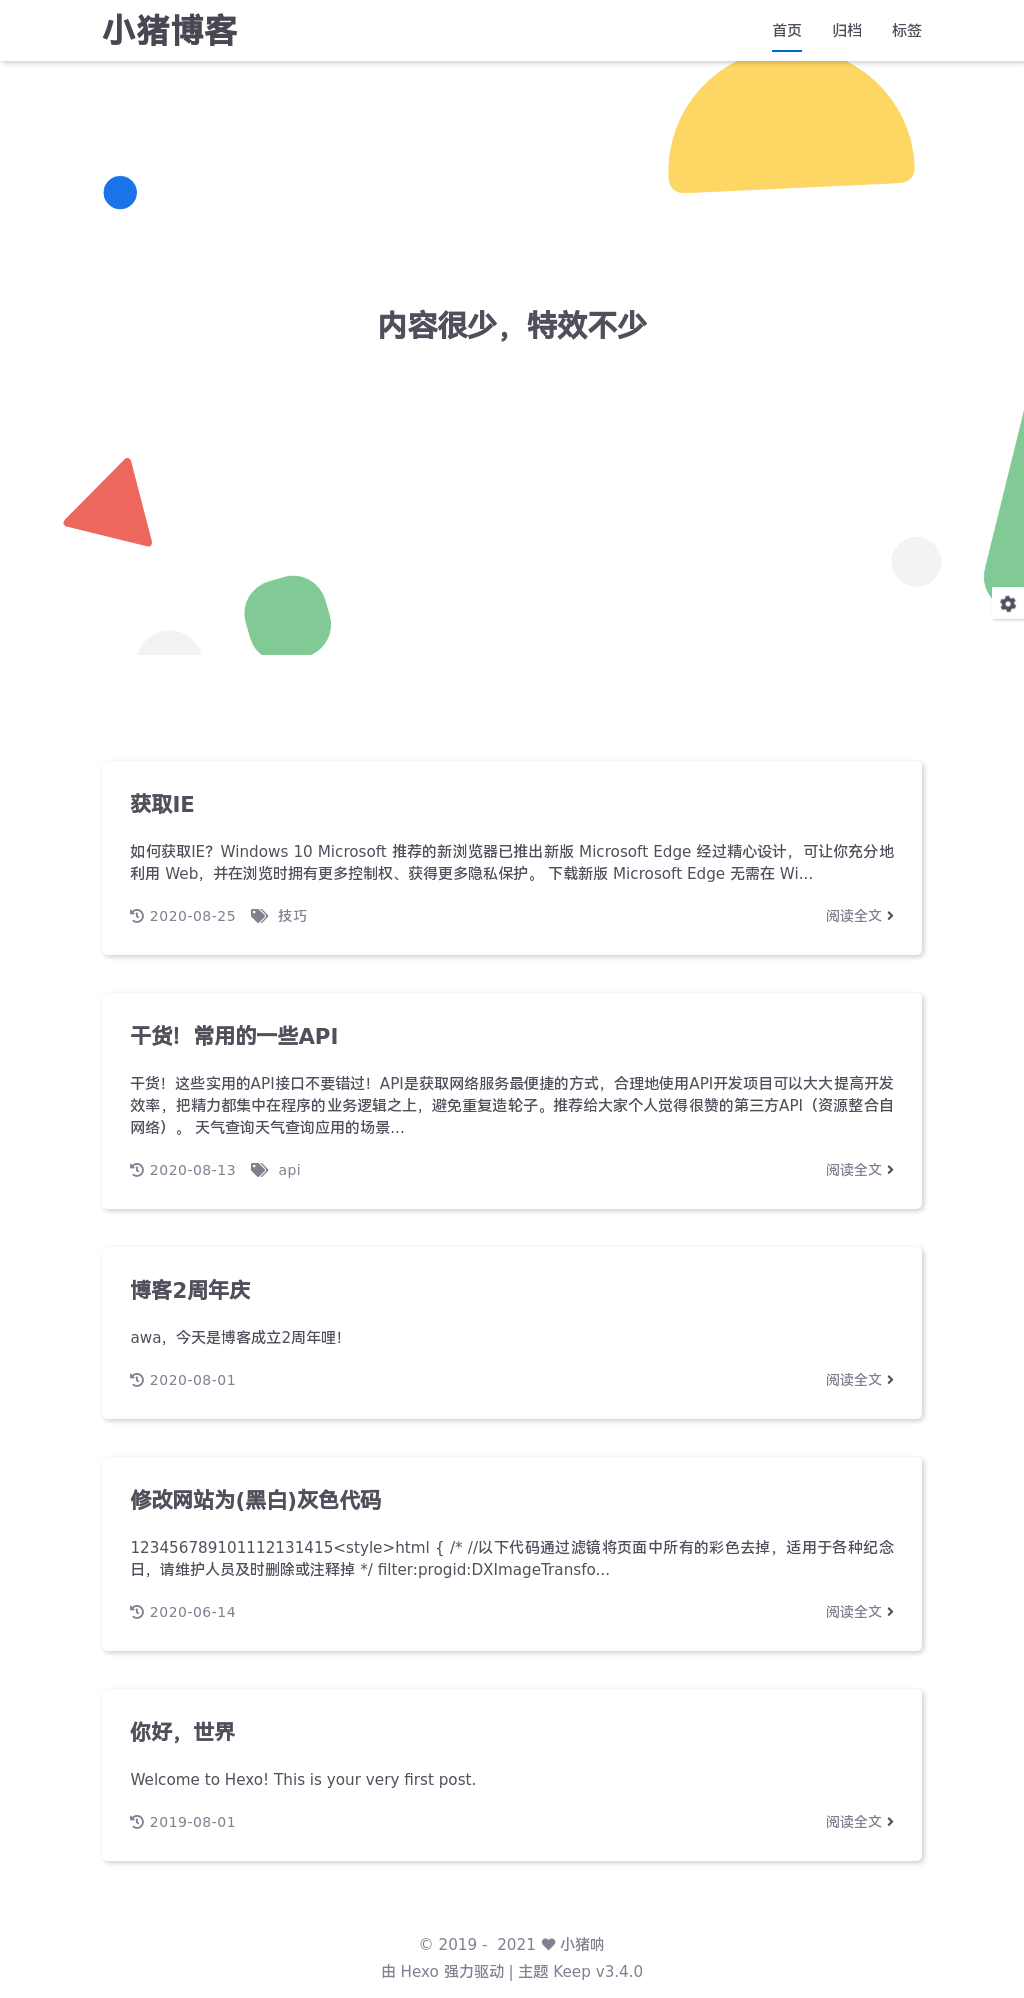 小猪博客
首页 归档 标签
内容很少，特效不少
获取IE
如何获取IE？Windows 10 Microsoft 推荐的新浏览器已推出新版 Microsoft Edge 经过精心设计，可让你充分地
利用 Web，并在浏览时拥有更多控制权、获得更多隐私保护。 下载新版 Microsoft Edge 无需在 Wi...
2020-08-25 技巧 阅读全文
干货！常用的一些API
干货！这些实用的API接口不要错过！API是获取网络服务最便捷的方式，合理地使用API开发项目可以大大提高开发
效率，把精力都集中在程序的业务逻辑之上，避免重复造轮子。推荐给大家个人觉得很赞的第三方API（资源整合自
网络）。 天气查询天气查询应用的场景...
2020-08-13 api 阅读全文
博客2周年庆
awa，今天是博客成立2周年哩！
2020-08-01 阅读全文
修改网站为(黑白)灰色代码
123456789101112131415<style>html { /* //以下代码通过滤镜将页面中所有的彩色去掉，适用于各种纪念
日，请维护人员及时删除或注释掉 */ filter:progid:DXImageTransfo...
2020-06-14 阅读全文
你好，世界
Welcome to Hexo! This is your very first post.
2019-08-01 阅读全文
© 2019 - 2021 ♥ 小猪呐
由 Hexo 强力驱动 | 主题 Keep v3.4.0